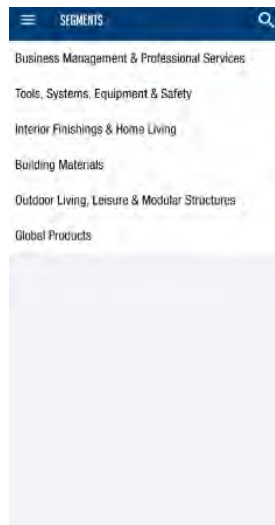 SEGMENTS
Business Management & Professional Services
Tools, Systems, Equipment & Safety
Interior Finishings & Home Living
Building Materials
Outdoor Living, Leisure & Modular Structures
Global Products